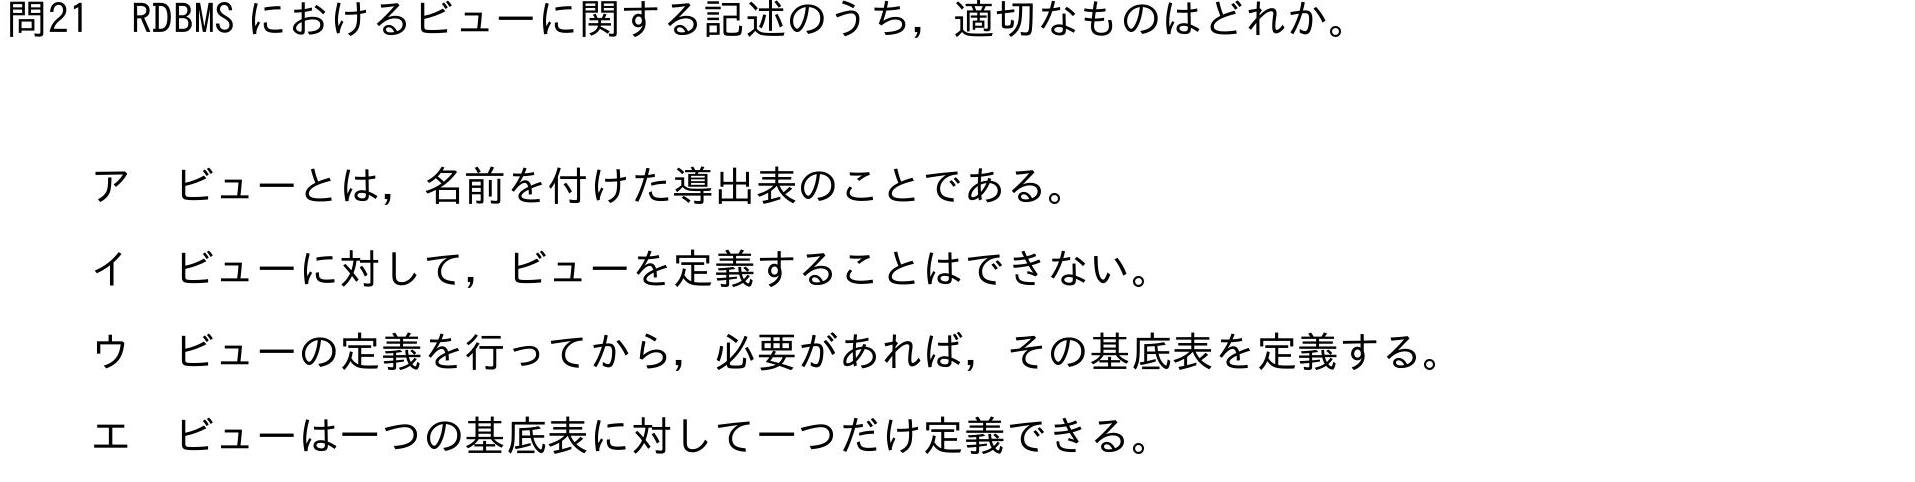 問21　RDBMS におけるビューに関する記述のうち，適切なものはどれか。
ア　ビューとは，名前を付けた導出表のことである。
イ　ビューに対して，ビューを定義することはできない。
ウ　ビューの定義を行ってから，必要があれば，その基底表を定義する。
エ　ビューは一つの基底表に対して一つだけ定義できる。